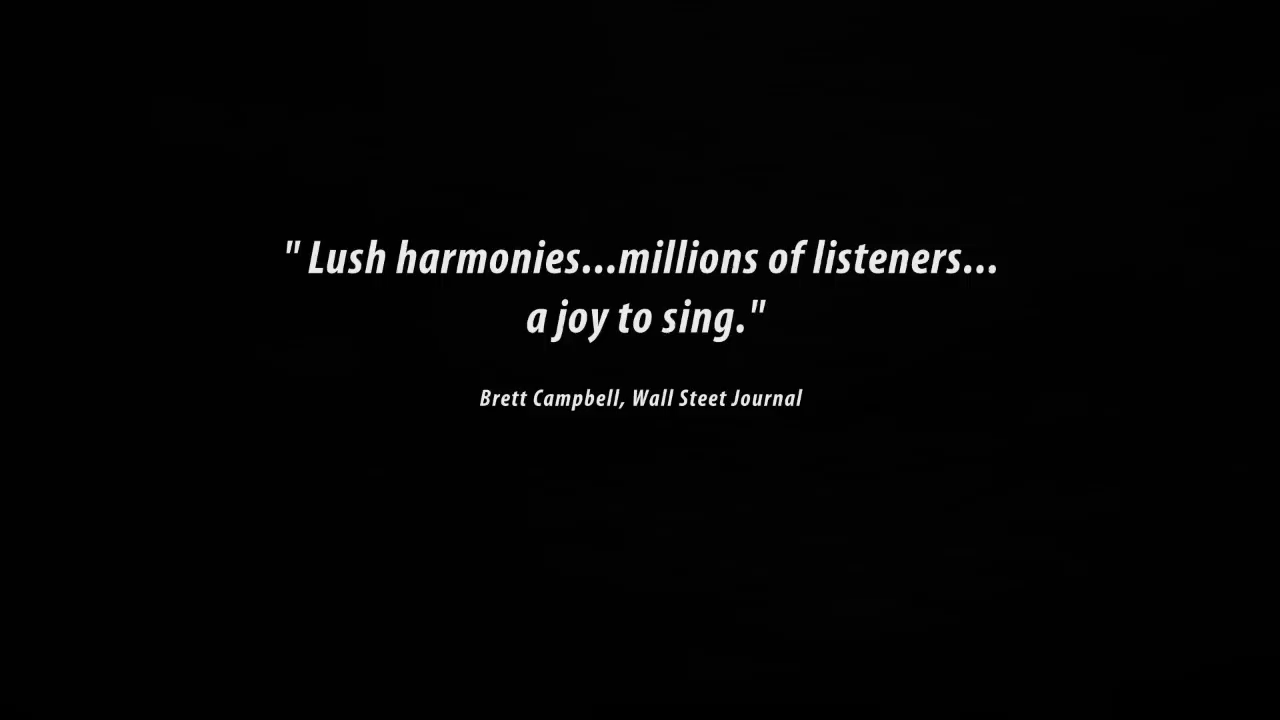 " Lush harmonies...millions of listeners...
a joy to sing."
Brett Campbell, Wall Steet Journal